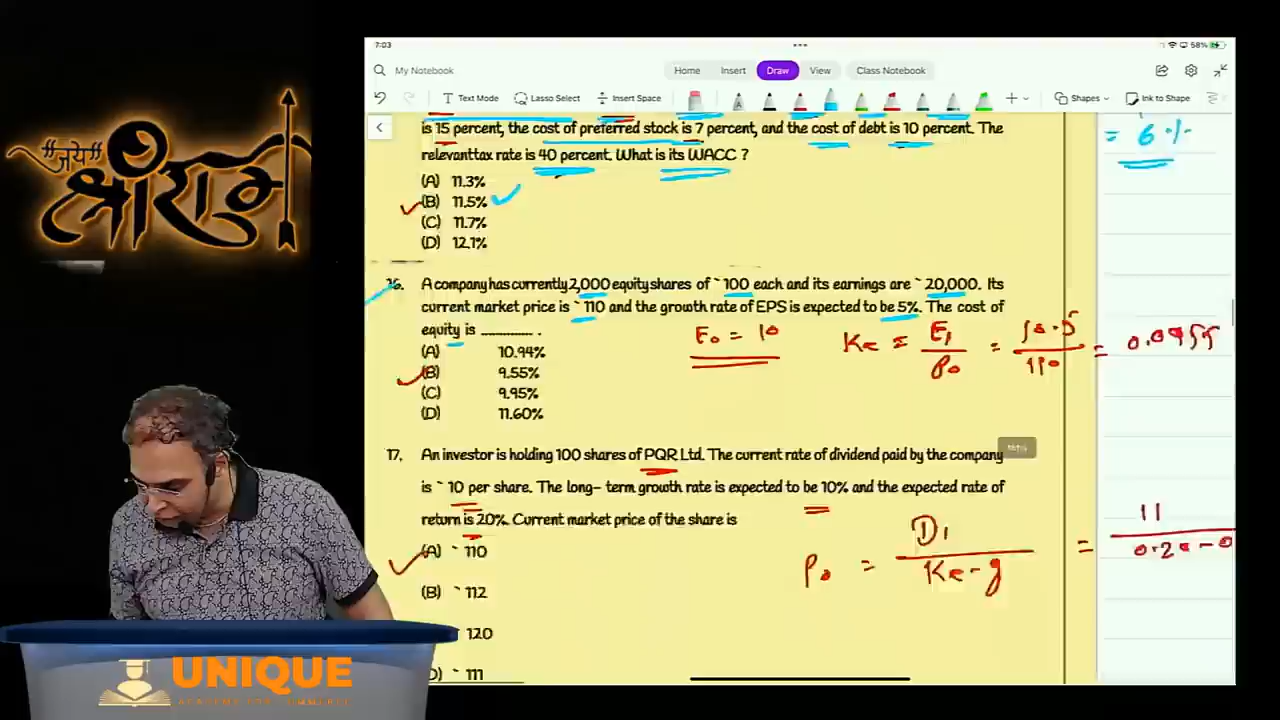 "जय"
श्री राम
7:03
58%
My Notebook
Home Insert Draw View Class Notebook
Text Mode Lasso Select Insert Space Shapes Ink to Shape
is 15 percent, the cost of preferred stock is 7 percent, and the cost of debt is 10 percent. The
relevanttax rate is 40 percent. What is its WACC ?
= 6 %
(A) 11.3%
(B) 11.5%
(C) 11.7%
(D) 12.1%
16. A company has currently 2,000 equity shares of ` 100 each and its earnings are ` 20,000. Its
current market price is ` 110 and the growth rate of EPS is expected to be 5%. The cost of
equity is ............. .
E₀ = 10
Ke = E₁ / P₀ = 10.5 / 110 = 0.0955
(A) 10.94%
(B) 9.55%
(C) 9.95%
(D) 11.60%
17. An investor is holding 100 shares of PQR Ltd. The current rate of dividend paid by the company
is ` 10 per share. The long- term growth rate is expected to be 10% and the expected rate of
return is 20%. Current market price of the share is
P₀ = D₁ / Ke - g = 11 / 0.20 - 0
(A) ` 110
(B) ` 112
` 120
D) ` 111
UNIQUE